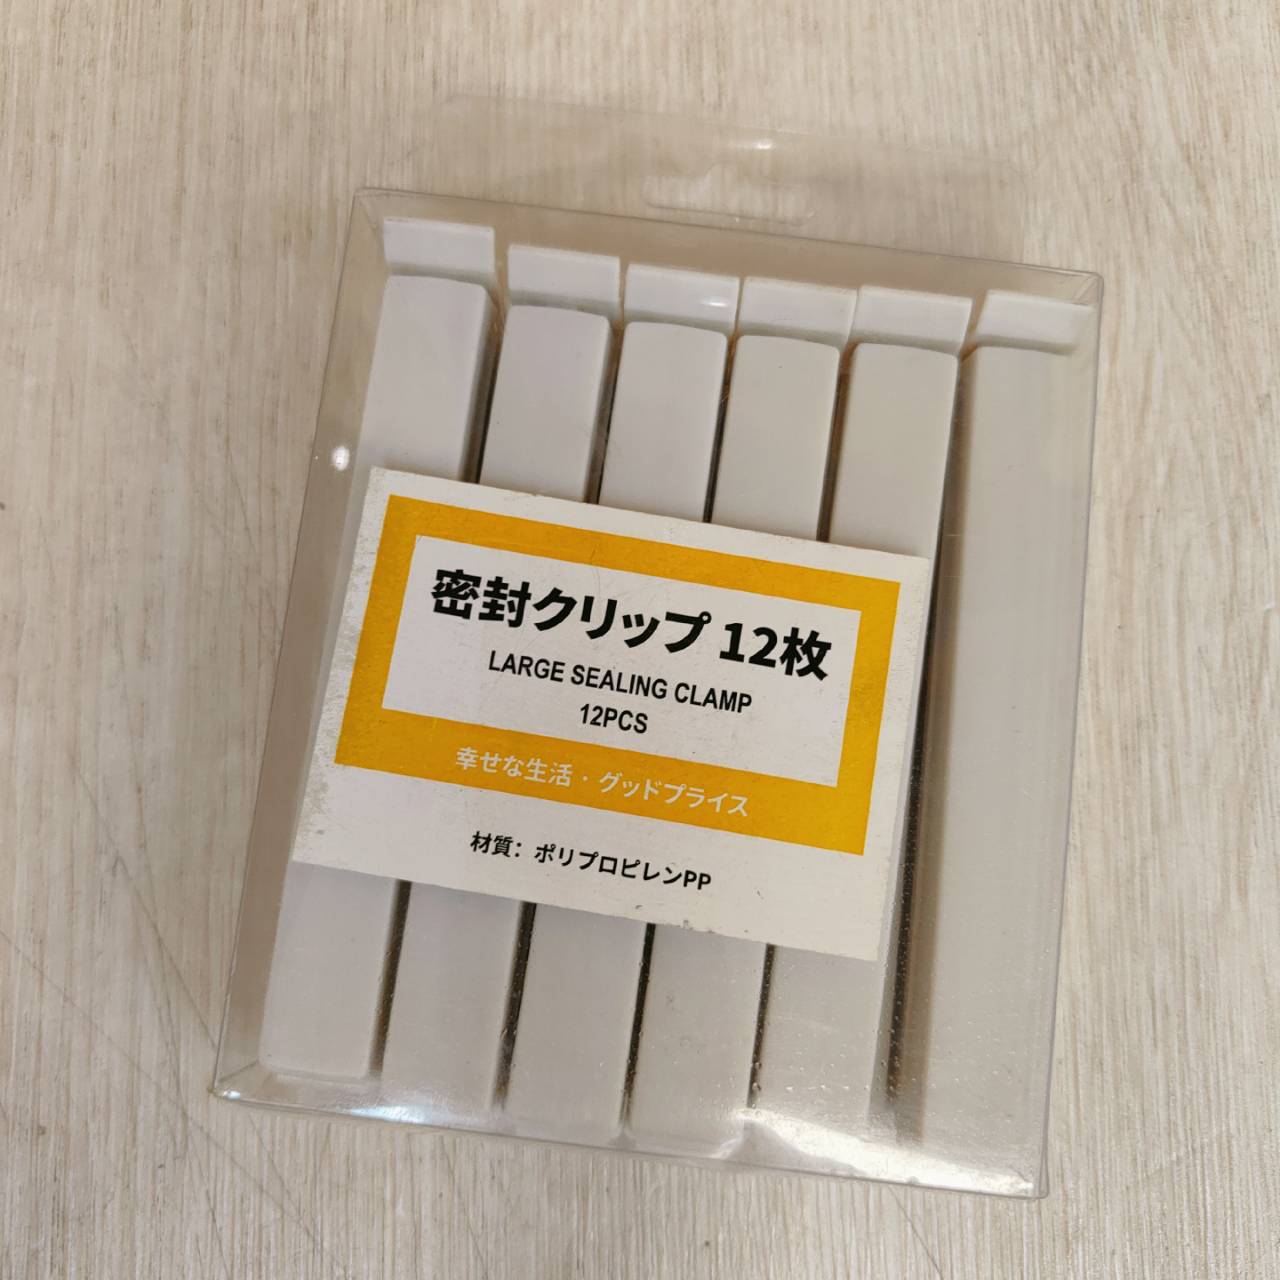 密封クリップ 12枚
LARGE SEALING CLAMP
12PCS
幸せな生活・グッドプライス
材質：ポリプロピレンPP